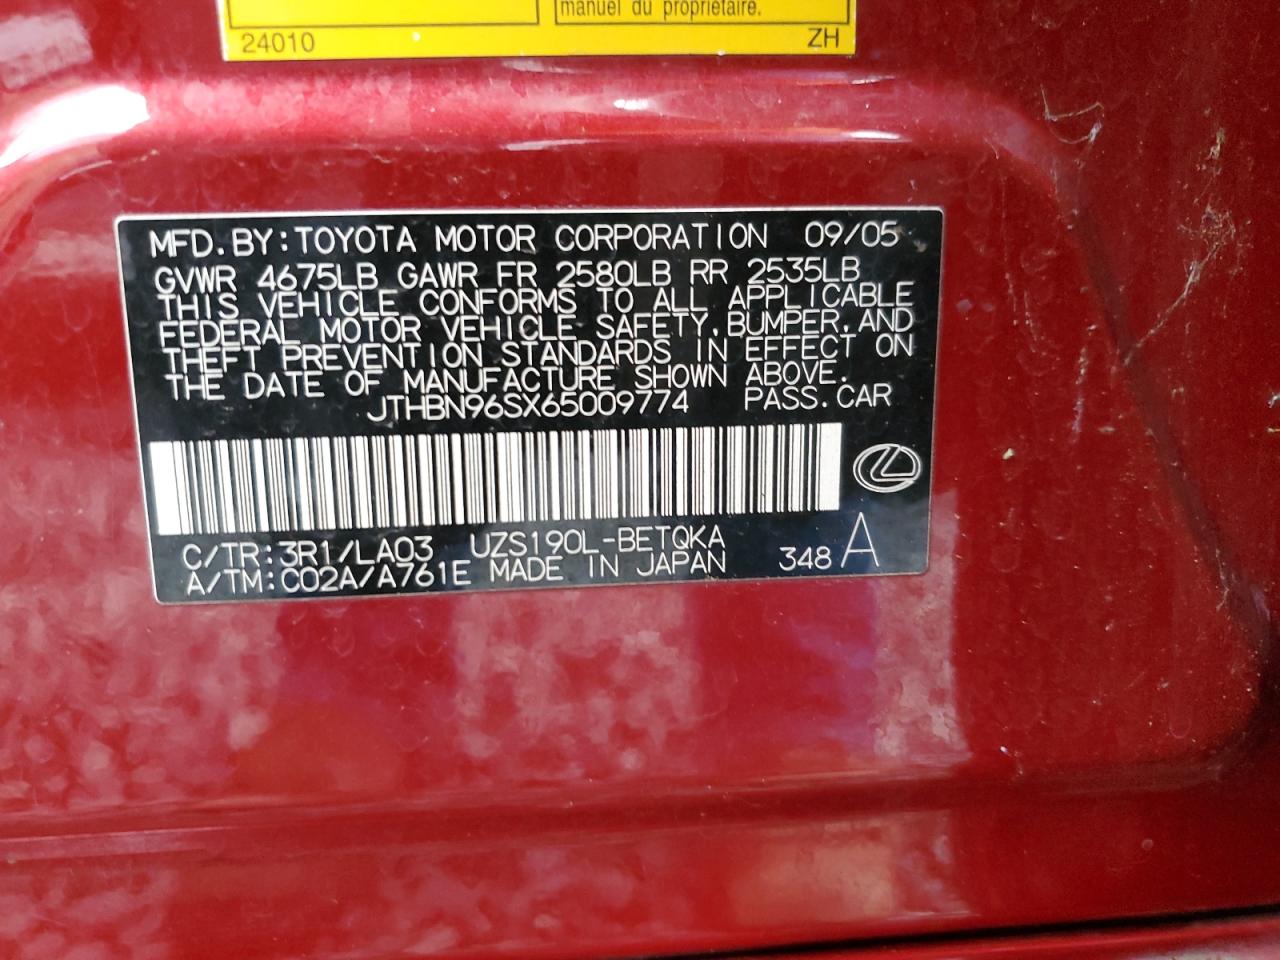 manuel du propriétaire.
24010 ZH
MFD.BY:TOYOTA MOTOR CORPORATION 09/05
GVWR 4675LB GAWR FR 2580LB RR 2535LB
THIS VEHICLE CONFORMS TO ALL APPLICABLE
FEDERAL MOTOR VEHICLE SAFETY,BUMPER,AND
THEFT PREVENTION STANDARDS IN EFFECT ON
THE DATE OF MANUFACTURE SHOWN ABOVE.
JTHBN96SX65009774 PASS.CAR
C/TR:3R1/LA03 UZS190L-BETQKA
A/TM:C02A/A761E MADE IN JAPAN 348 A